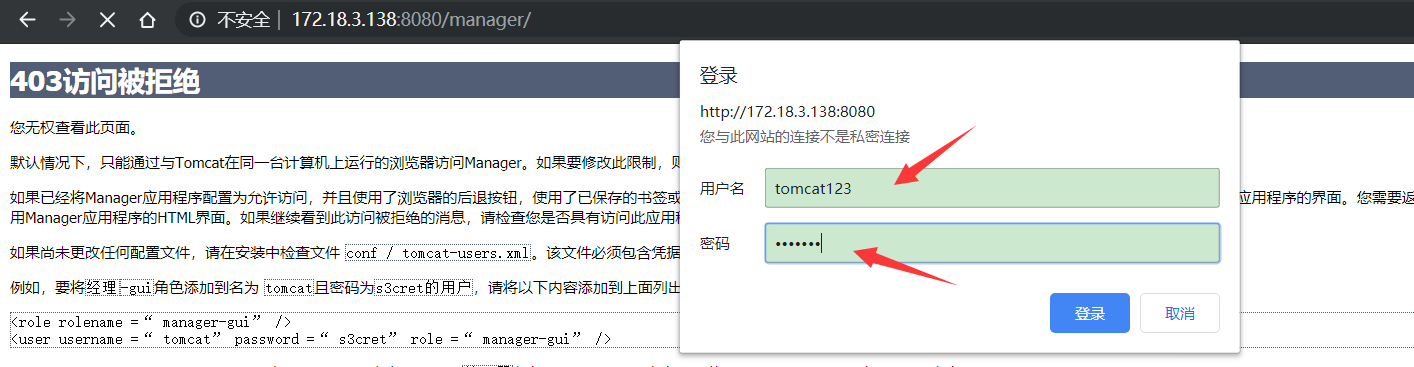 不安全 | 172.18.3.138:8080/manager/
403访问被拒绝
您无权查看此页面。
默认情况下，只能通过与Tomcat在同一台计算机上运行的浏览器访问Manager。如果要修改此限制，则
如果已经将Manager应用程序配置为允许访问，并且使用了浏览器的后退按钮，使用了已保存的书签或
应用程序的界面。您需要返
用Manager应用程序的HTML界面。如果继续看到此访问被拒绝的消息，请检查您是否具有访问此应用程
如果尚未更改任何配置文件，请在安装中检查文件 conf / tomcat-users.xml。该文件必须包含凭据
例如，要将经理-gui角色添加到名为 tomcat且密码为s3cret的用户，请将以下内容添加到上面列出
<role rolename =“ manager-gui” />
<user username =“ tomcat” password =“ s3cret” role =“ manager-gui” />
登录
http://172.18.3.138:8080
您与此网站的连接不是私密连接
用户名 tomcat123
密码 •••••••
登录 取消